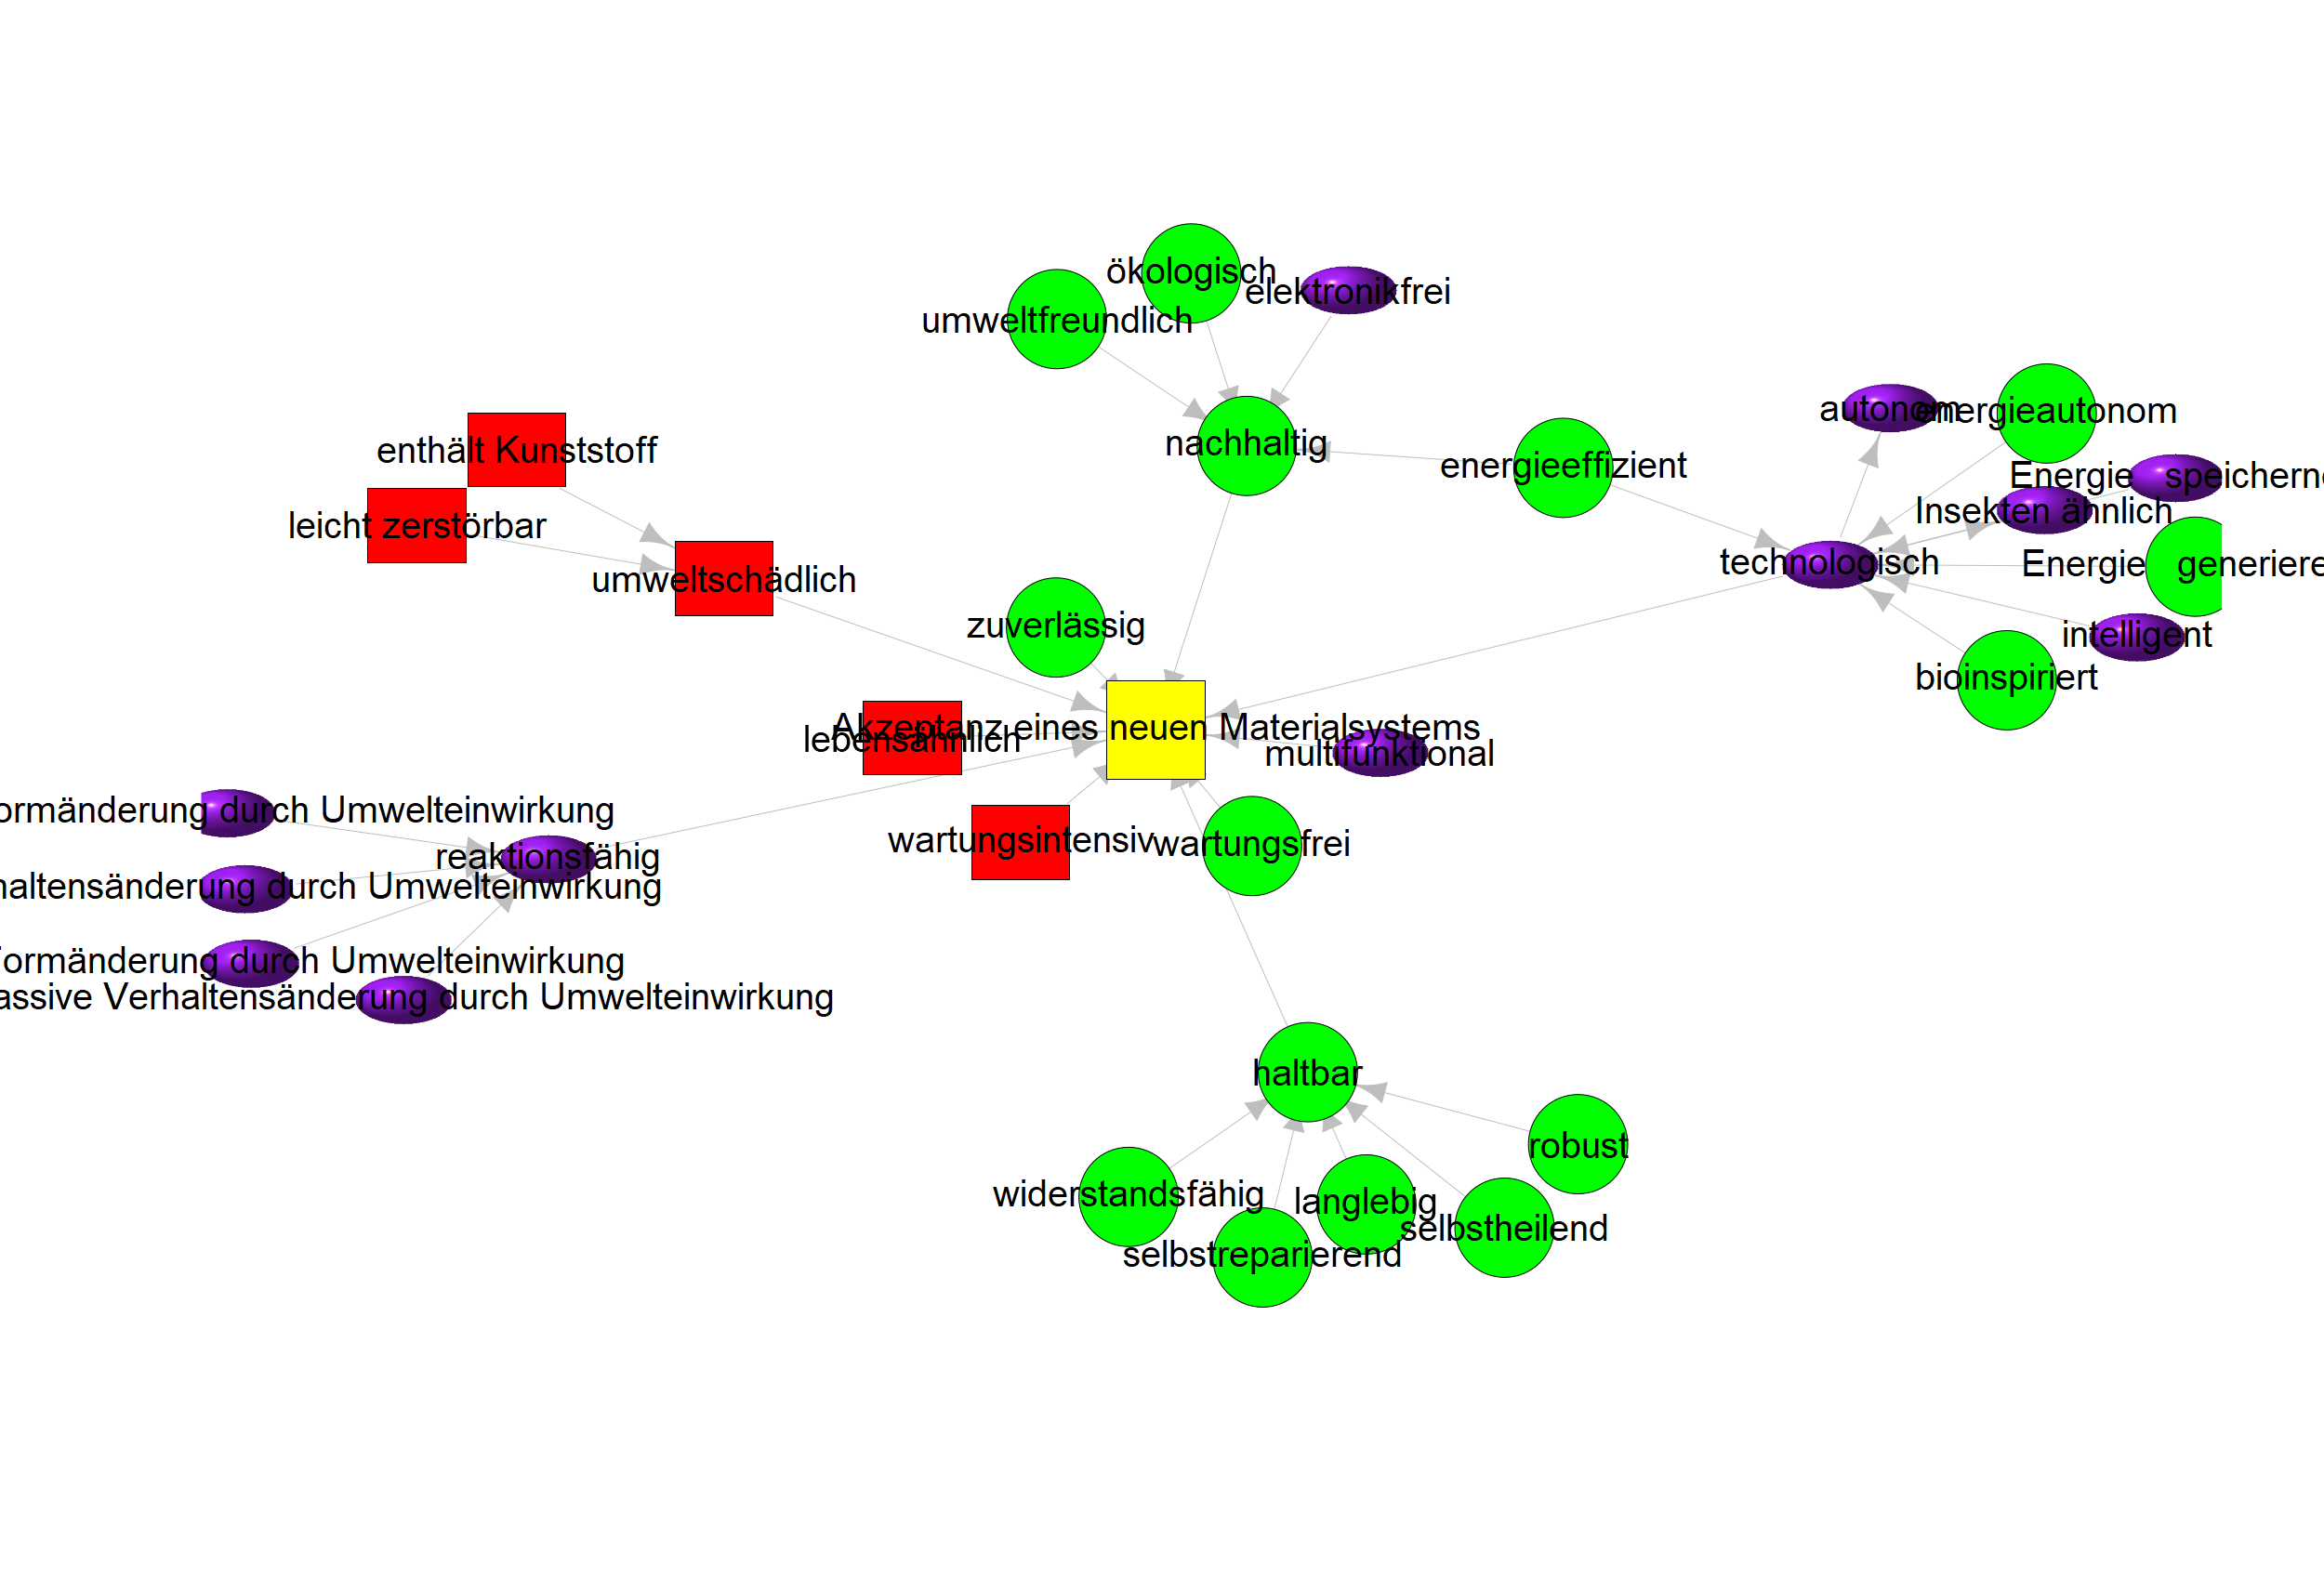 ökologisch
elektronikfrei
umweltfreundlich
autonom
energieautonom
nachhaltig
enthält Kunststoff
energieeffizient
Energie speichern
Insekten ähnlich
leicht zerstörbar
technologisch
Energie generiere
umweltschädlich
zuverlässig
intelligent
bioinspiriert
Akzeptanz eines neuen Materialsystems
lebensähnlich
multifunktional
ormänderung durch Umwelteinwirkung
wartungsintensiv
wartungsfrei
reaktionsfähig
haltensänderung durch Umwelteinwirkung
formänderung durch Umwelteinwirkung
assive Verhaltensänderung durch Umwelteinwirkung
haltbar
robust
widerstandsfähig
langlebig
selbstheilend
selbstreparierend